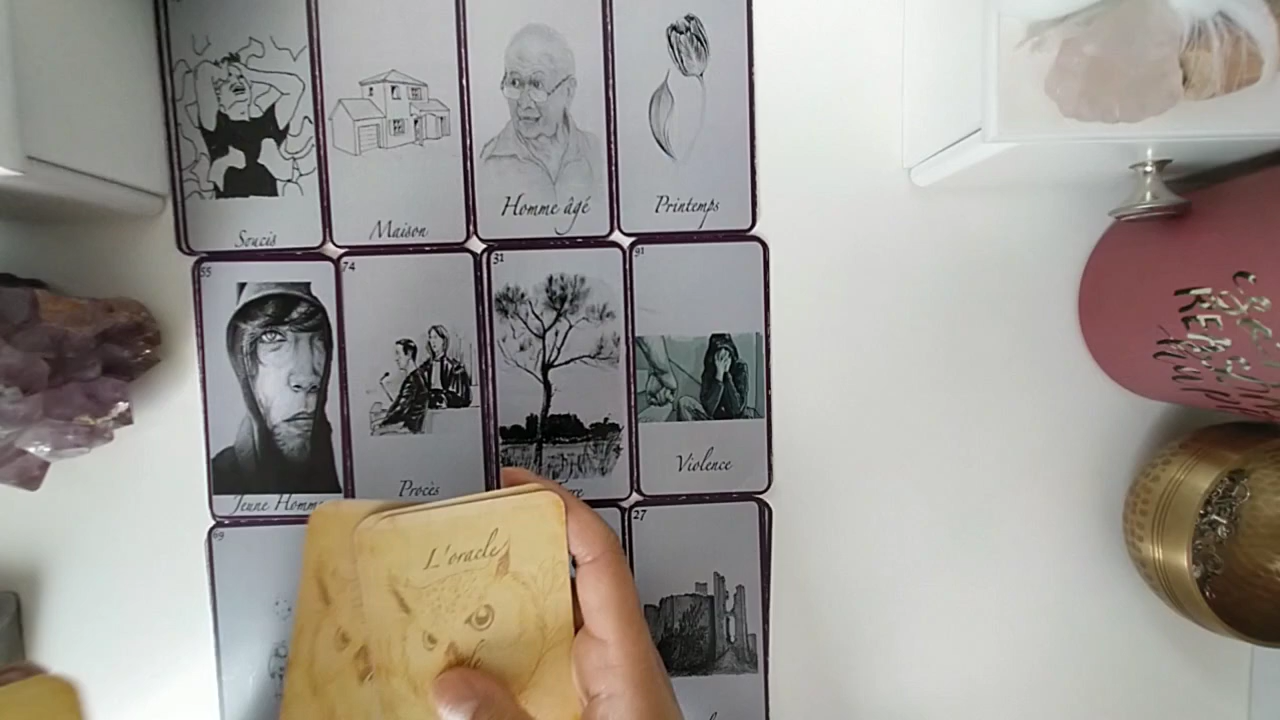 Soucis
Maison
Homme âgé
Printemps
55
74
31
91
Jeune Homme
Procès
Violence
69
27
L'oracle